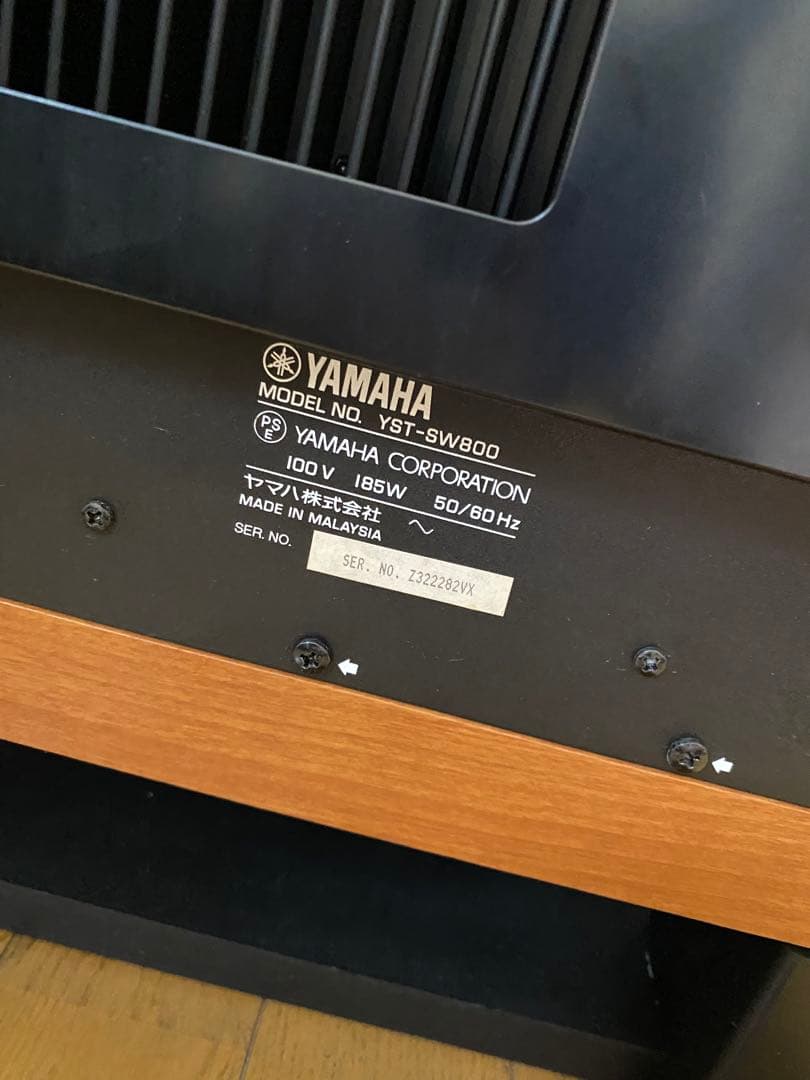 YAMAHA
MODEL NO. YST-SW800
PS E YAMAHA CORPORATION
100V 185W 50/60Hz
ヤマハ株式会社 ～
MADE IN MALAYSIA
SER. NO. SER. NO. Z322282VX